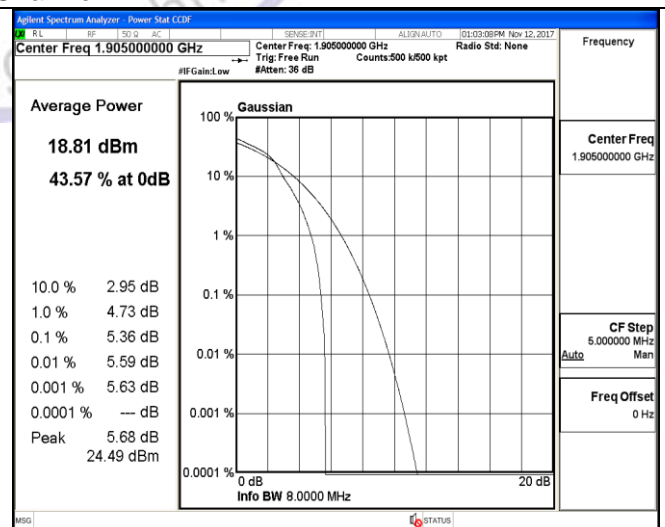 Agilent Spectrum Analyzer - Power Stat CCDF
RL RF 50 Ω AC SENSE:INT ALIGN AUTO 01:03:08PM Nov 12, 2017
Center Freq 1.905000000 GHz
Center Freq: 1.905000000 GHz Radio Std: None
Trig: Free Run Counts:500 k/500 kpt
#IFGain:Low #Atten: 36 dB
Frequency
Average Power
18.81 dBm
43.57 % at 0dB
10.0 % 2.95 dB
1.0 % 4.73 dB
0.1 % 5.36 dB
0.01 % 5.59 dB
0.001 % 5.63 dB
0.0001 % --- dB
Peak 5.68 dB
24.49 dBm
Gaussian
100 %
10 %
1 %
0.1 %
0.01 %
0.001 %
0.0001 %
0 dB 20 dB
Info BW 8.0000 MHz
Center Freq
1.905000000 GHz
CF Step
5.000000 MHz
Auto Man
Freq Offset
0 Hz
MSG STATUS